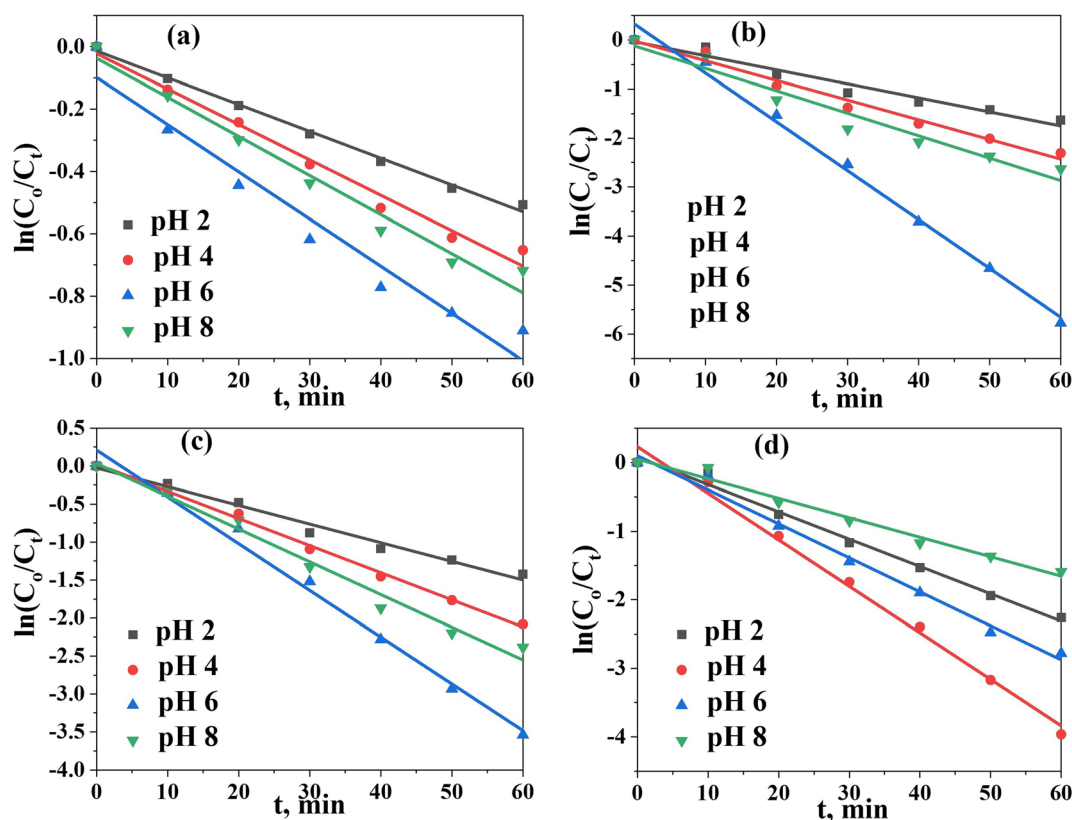 (a)
0.0
-0.2
-0.4
-0.6
-0.8
-1.0
ln(C₀/Cₜ)
pH 2
pH 4
pH 6
pH 8
0 10 20 30 40 50 60
t, min
(b)
0
-1
-2
-3
-4
-5
-6
ln(C₀/Cₜ)
pH 2
pH 4
pH 6
pH 8
0 10 20 30 40 50 60
t, min
(c)
0.5
0.0
-0.5
-1.0
-1.5
-2.0
-2.5
-3.0
-3.5
-4.0
ln(C₀/Cₜ)
pH 2
pH 4
pH 6
pH 8
0 10 20 30 40 50 60
t, min
(d)
0
-1
-2
-3
-4
ln(C₀/Cₜ)
pH 2
pH 4
pH 6
pH 8
0 10 20 30 40 50 60
t, min